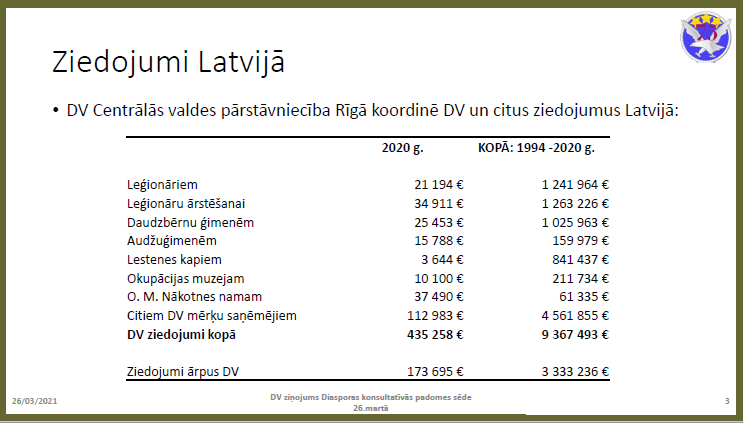 Ziedojumi Latvijā
• DV Centrālās valdes pārstāvniecība Rīgā koordinē DV un citus ziedojumus Latvijā:
2020 g. KOPĀ: 1994 -2020 g.
Leģionāriem 21 194 € 1 241 964 €
Leģionāru ārstēšanai 34 911 € 1 263 226 €
Daudzbērnu ģimenēm 25 453 € 1 025 963 €
Audžuģimenēm 15 788 € 159 979 €
Lestenes kapiem 3 644 € 841 437 €
Okupācijas muzejam 10 100 € 211 734 €
O. M. Nākotnes namam 37 490 € 61 335 €
Citiem DV mērķu saņēmējiem 112 983 € 4 561 855 €
DV ziedojumi kopā 435 258 € 9 367 493 €
Ziedojumi ārpus DV 173 695 € 3 333 236 €
26/03/2021
DV ziņojums Diasporas konsultatīvās padomes sēde
26.martā
3